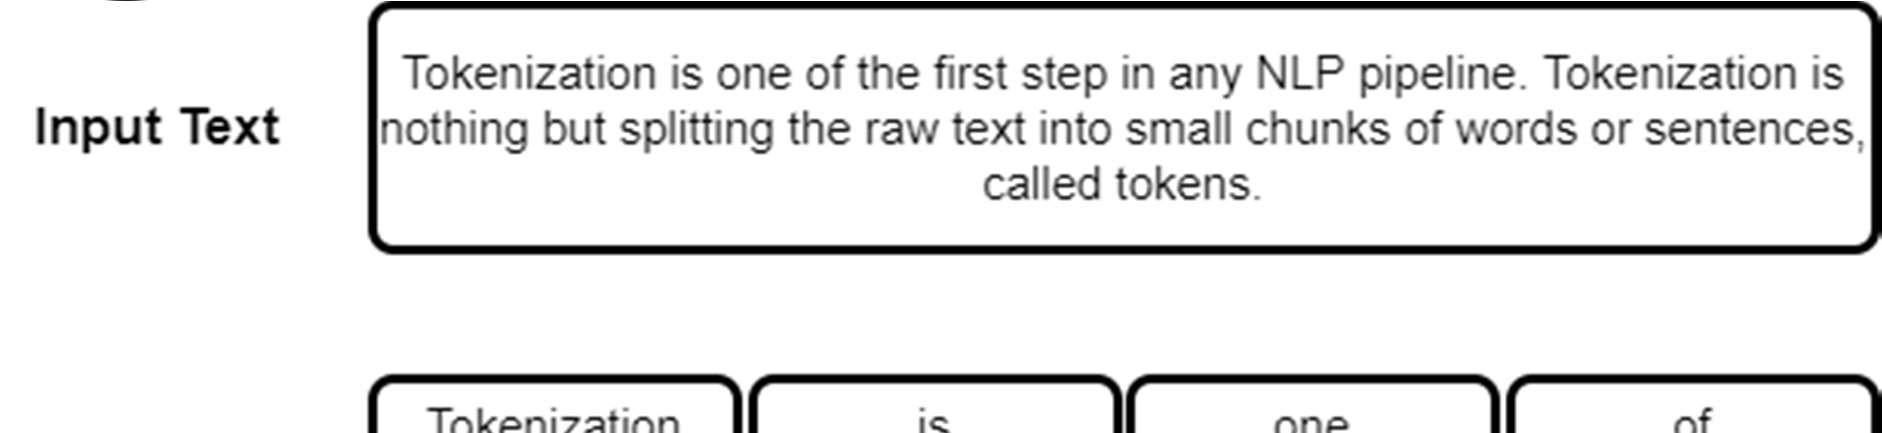 Input Text
Tokenization is one of the first step in any NLP pipeline. Tokenization is
nothing but splitting the raw text into small chunks of words or sentences,
called tokens.
Tokenization is one of